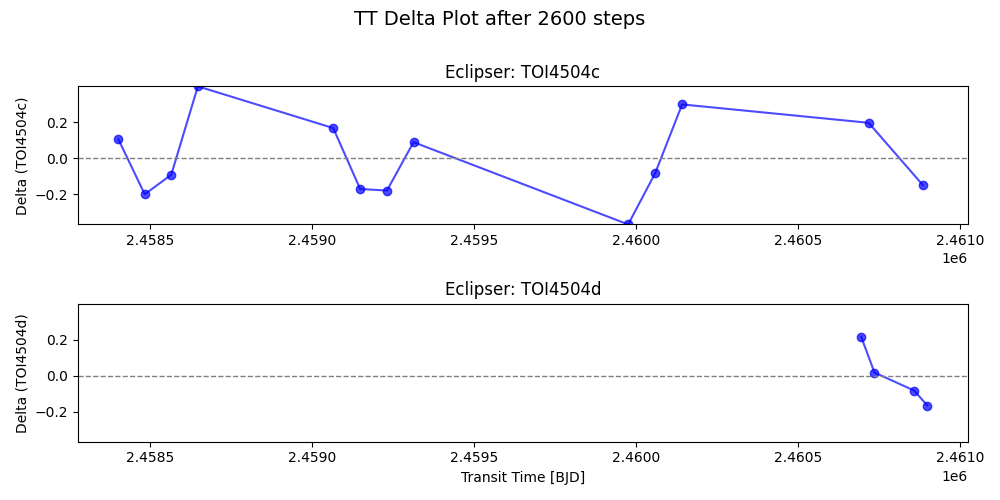 TT Delta Plot after 2600 steps
Eclipser: TOI4504c
Delta (TOI4504c)
0.2
0.0
−0.2
2.4585 2.4590 2.4595 2.4600 2.4605 2.4610
1e6
Eclipser: TOI4504d
Delta (TOI4504d)
0.2
0.0
−0.2
2.4585 2.4590 2.4595 2.4600 2.4605 2.4610
1e6
Transit Time [BJD]